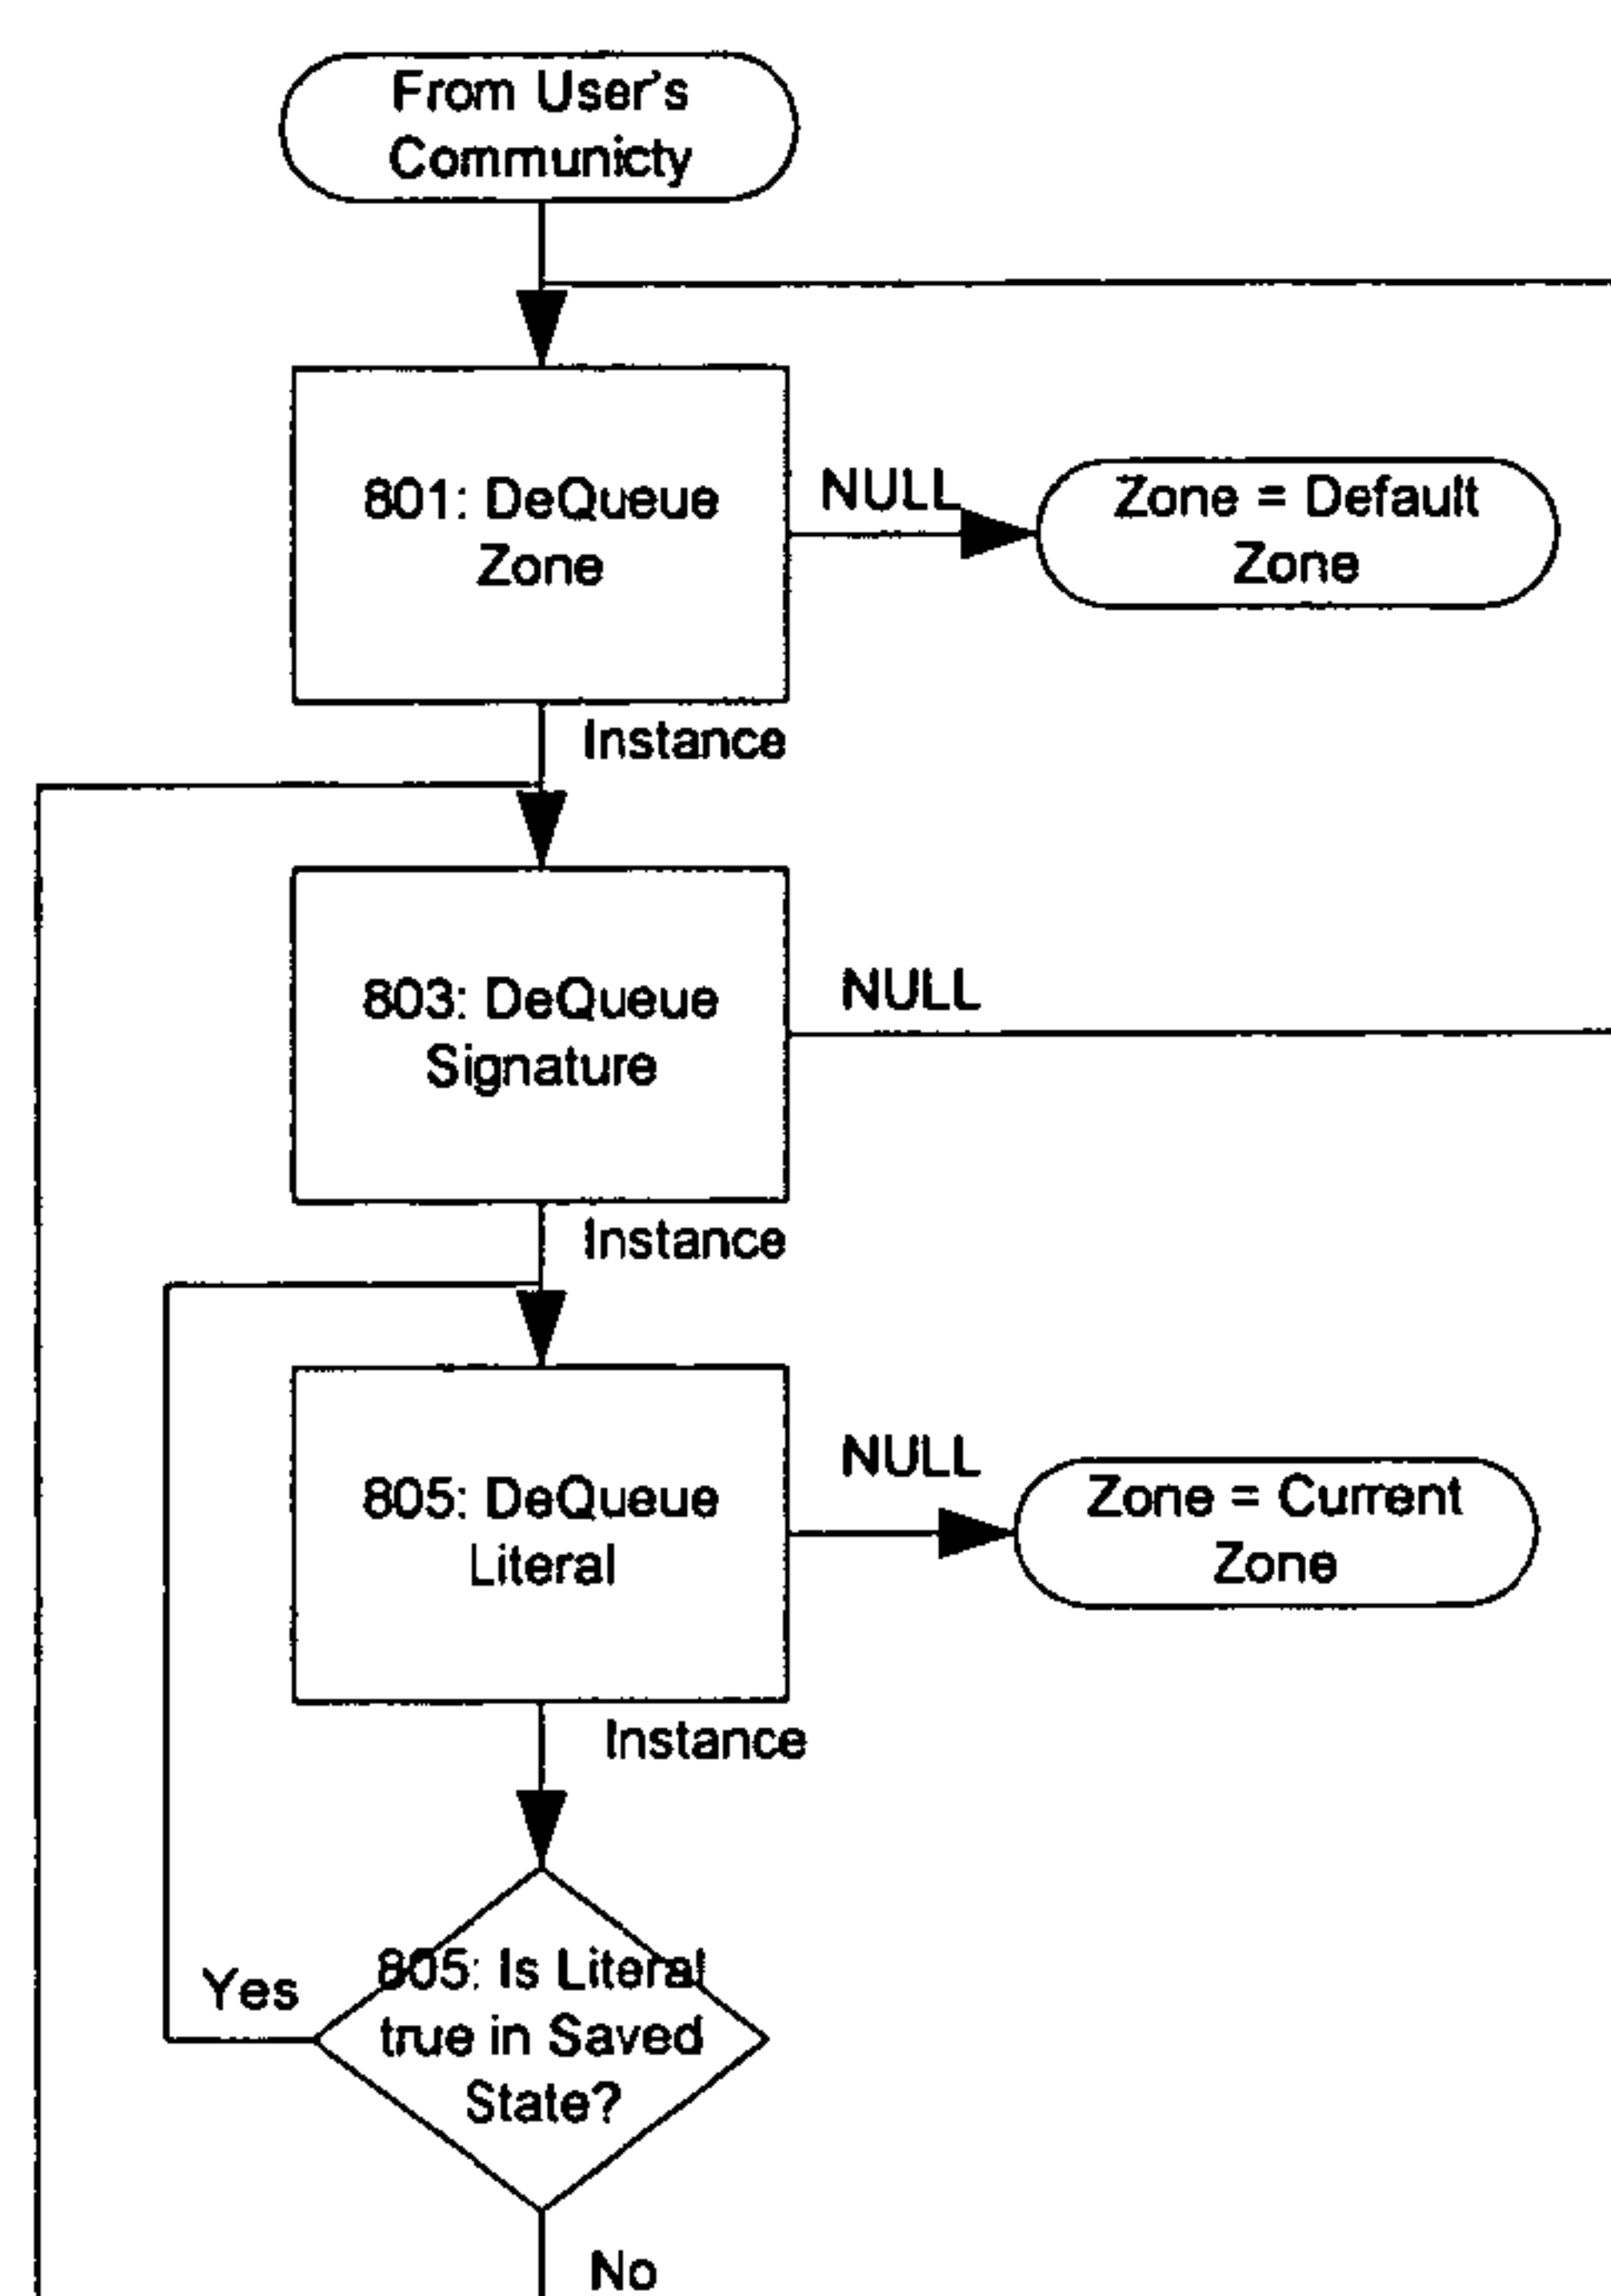 From User's
Communicty
801: DeQueue
Zone
NULL
Zone = Default
Zone
Instance
803: DeQueue
Signature
NULL
Instance
805: DeQueue
Literal
NULL
Zone = Current
Zone
Instance
805: Is Literal
true in Saved
State?
Yes
No